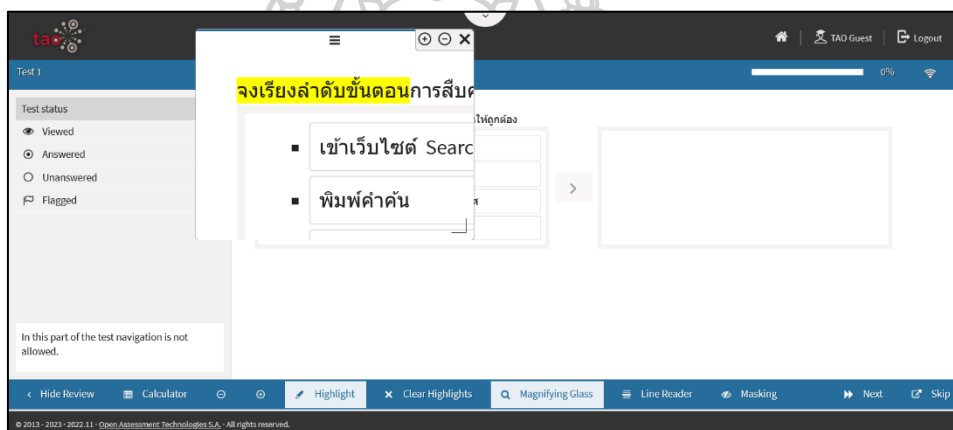 tao
TAO Guest
Logout
Test 1
0%
Test status
Viewed
Answered
Unanswered
Flagged
จงเรียงลำดับขั้นตอนการสืบค
ให้ถูกต้อง
เข้าเว็บไซต์ Searc
พิมพ์คำค้น
In this part of the test navigation is not
allowed.
Hide Review Calculator Highlight Clear Highlights Magnifying Glass Line Reader Masking Next Skip
© 2013 - 2023 · 2022.11 · Open Assessment Technologies S.A. · All rights reserved.